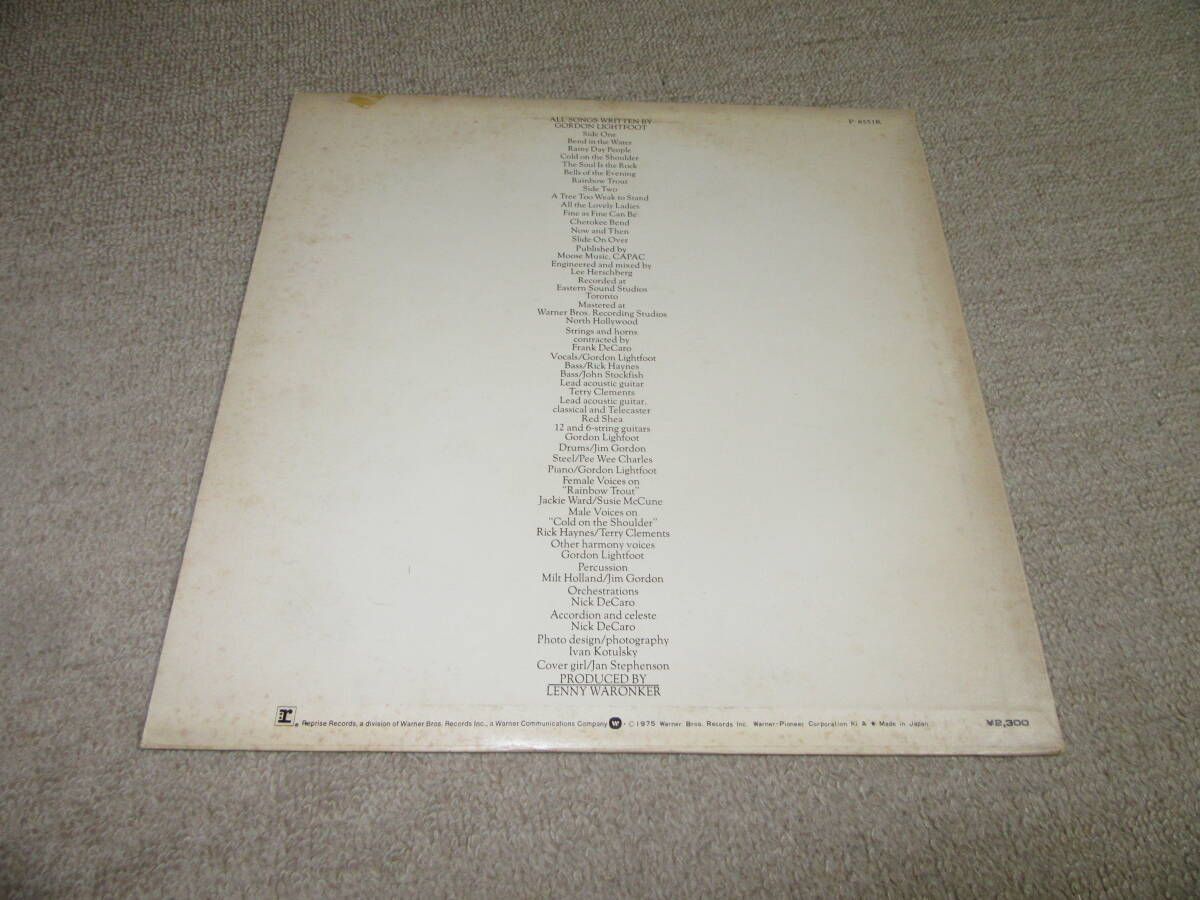 ALL SONGS WRITTEN BY
GORDON LIGHTFOOT
P-8551R
Side One
Bend in the Water
Rainy Day People
Cold on the Shoulder
The Soul Is the Rock
Bells of the Evening
Rainbow Trout
Side Two
A Tree Too Weak to Stand
All the Lovely Ladies
Fine as Fine Can Be
Cherokee Bend
Now and Then
Slide On Over
Published by
Moose Music, CAPAC
Engineered and mixed by
Lee Herschberg
Recorded at
Eastern Sound Studios
Toronto
Mastered at
Warner Bros. Recording Studios
North Hollywood
Strings and horns
contracted by
Frank DeCaro
Vocals/Gordon Lightfoot
Bass/Rick Haynes
Bass/John Stockfish
Lead acoustic guitar
Terry Clements
Lead acoustic guitar,
classical and Telecaster
Red Shea
12 and 6-string guitars
Gordon Lighfoot
Drums/Jim Gordon
Steel/Pee Wee Charles
Piano/Gordon Lightfoot
Female Voices on
"Rainbow Trout"
Jackie Ward/Susie McCune
Male Voices on
"Cold on the Shoulder"
Rick Haynes/Terry Clements
Other harmony voices
Gordon Lightfoot
Percussion
Milt Holland/Jim Gordon
Orchestrations
Nick DeCaro
Accordion and celeste
Nick DeCaro
Photo design/photography
Ivan Kotulsky
Cover girl/Jan Stephenson
PRODUCED BY
LENNY WARONKER
r ® Reprise Records, a division of Warner Bros. Records Inc., a Warner Communications Company W · © 1975 Warner Bros. Records Inc. Warner-Pioneer Corporation Ki A ★ Made in Japan ¥2,300